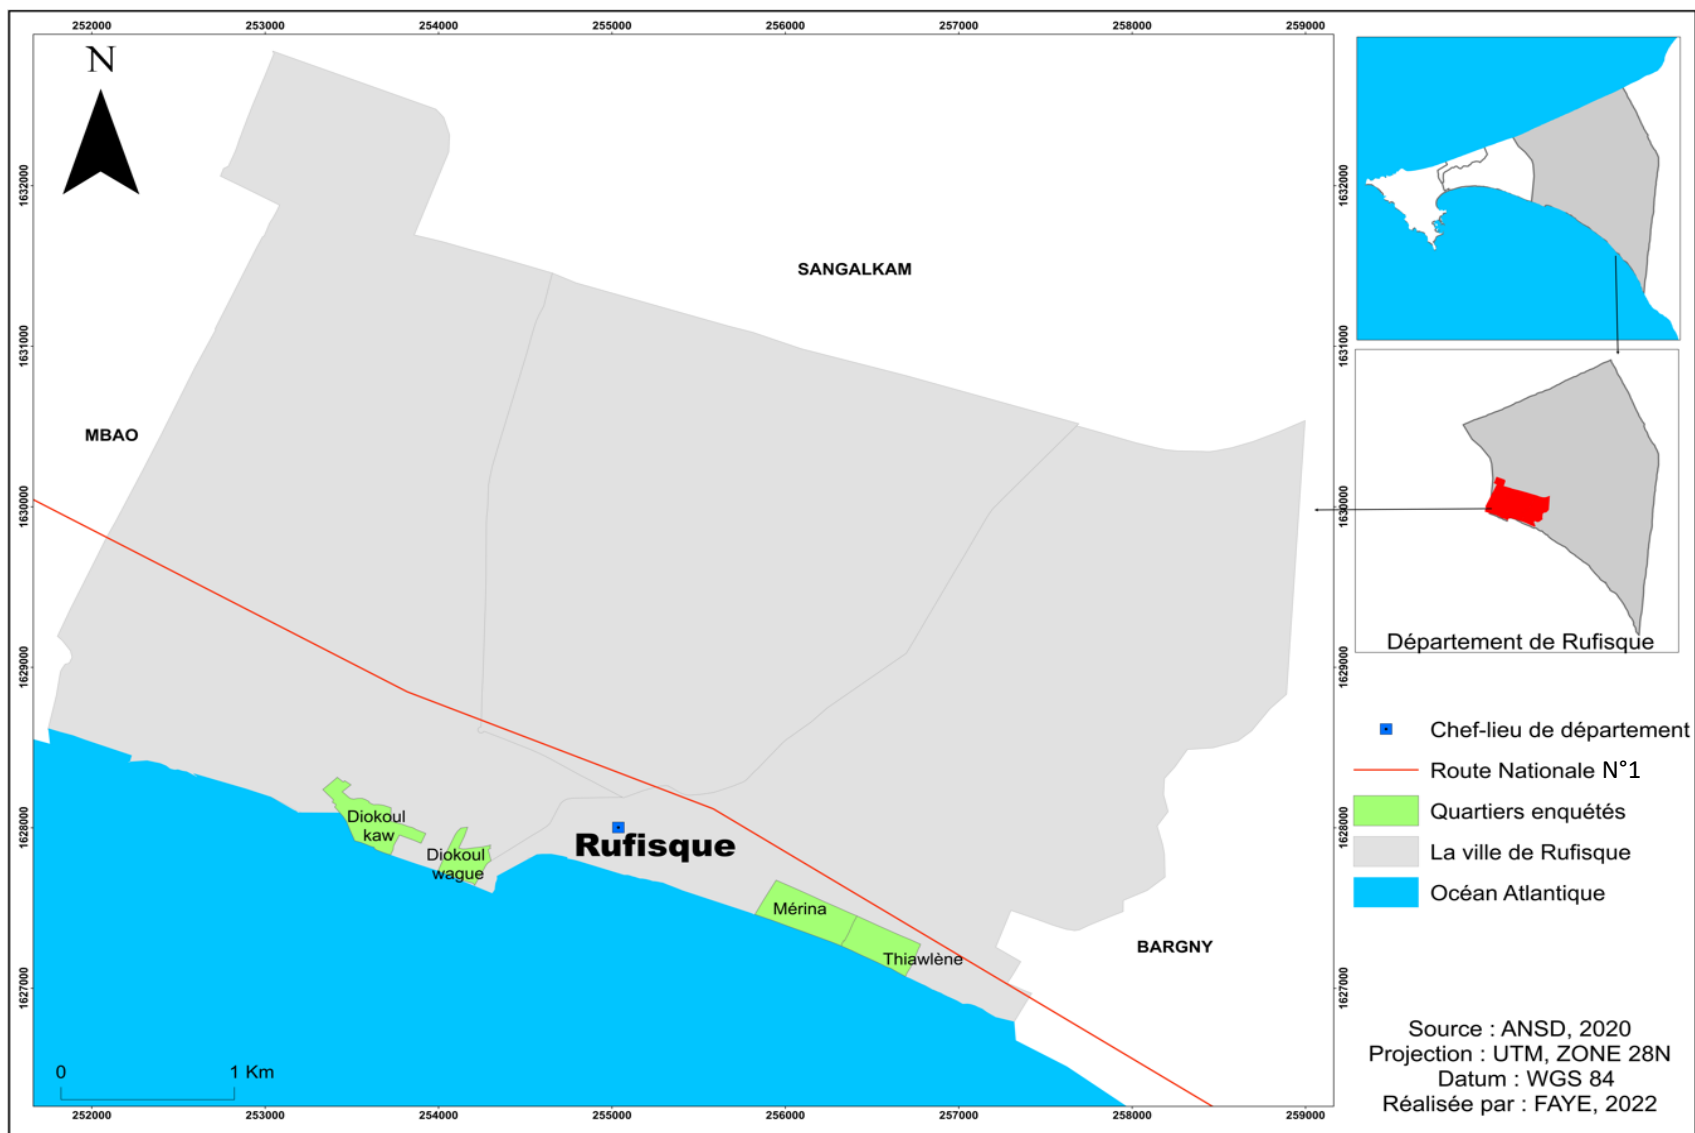 252000 253000 254000 255000 256000 257000 258000 259000
N
1632000
1632000
SANGALKAM
1631000
1631000
MBAO
1630000
1630000
Département de Rufisque
1629000
1629000
Chef-lieu de département
Route Nationale N°1
Quartiers enquétés
La ville de Rufisque
Océan Atlantique
Diokoul
kaw
1628000
1628000
Rufisque
Diokoul
wague
Mérina
Thiawlène
BARGNY
1627000
1627000
0 1 Km
Source : ANSD, 2020
Projection : UTM, ZONE 28N
Datum : WGS 84
Réalisée par : FAYE, 2022
252000 253000 254000 255000 256000 257000 258000 259000